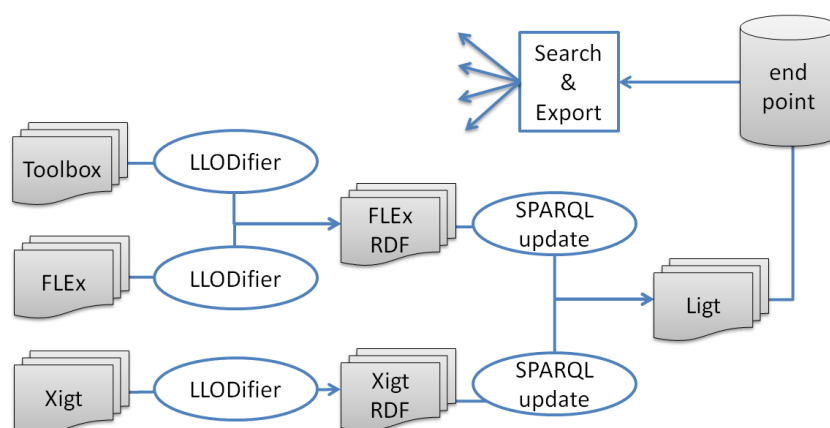 Search
&
Export
end
point
Toolbox
LLODifier
FLEx
RDF
SPARQL
update
FLEx
LLODifier
Ligt
Xigt
LLODifier
Xigt
RDF
SPARQL
update